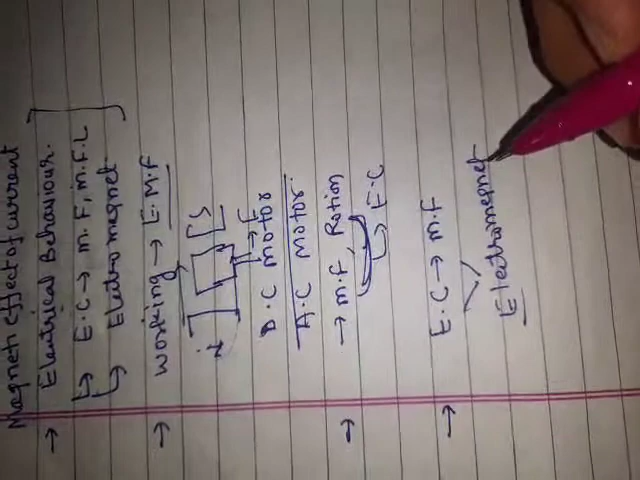 Magnetic Effect of current
→ Electrical Behaviour.
↳ E.C → m.F, m.F.L
↳ Electromagnet
→ working → E.M.F
N S
→ F
D.C Motor
A.C Motor.
→ → m.F, Rotion
↳ E.C
→ E.C → m.F
Electromagnet